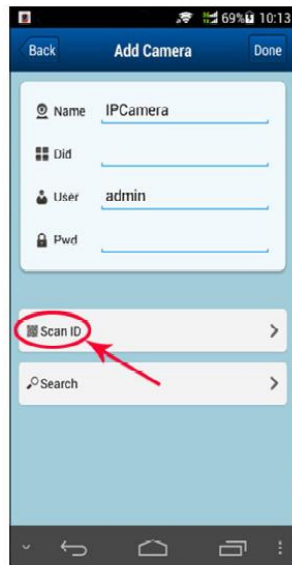 69% 10:13
Back Add Camera Done
Name IPCamera
Did
User admin
Pwd
Scan ID
Search